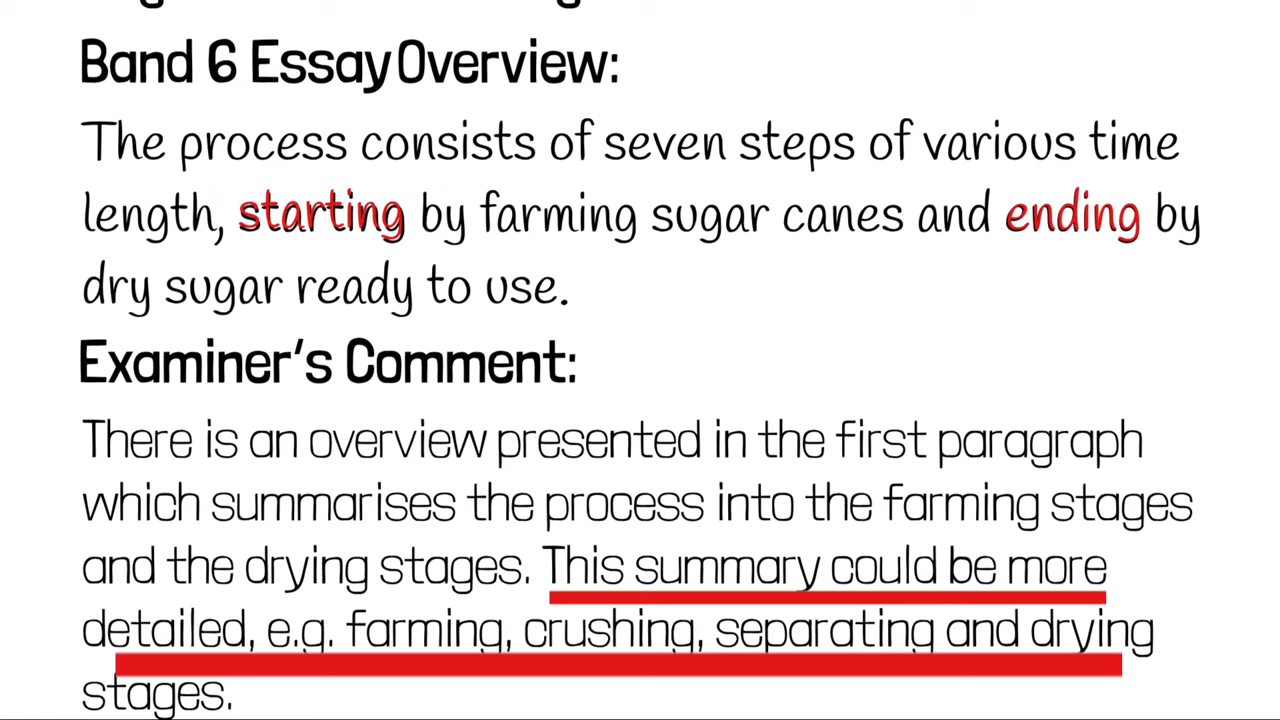 Band 6 Essay Overview:
The process consists of seven steps of various time
length, starting by farming sugar canes and ending by
dry sugar ready to use.
Examiner's Comment:
There is an overview presented in the first paragraph
which summarises the process into the farming stages
and the drying stages. This summary could be more
detailed, e.g. farming, crushing, separating and drying
stages.